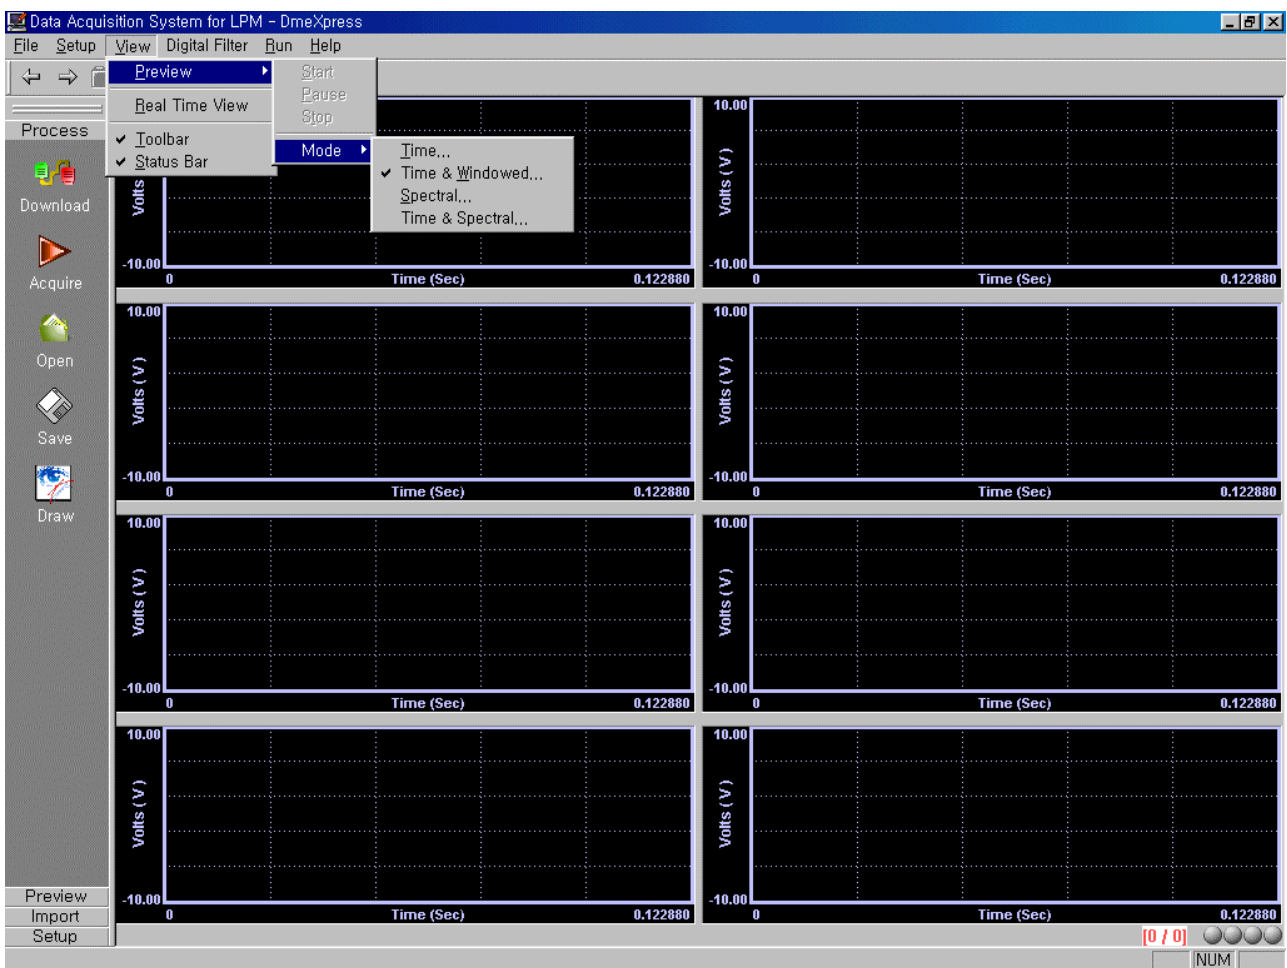 Data Acquisition System for LPM - DmeXpress
File Setup View Digital Filter Run Help
Preview
Real Time View
Toolbar
Status Bar
Start
Pause
Stop
Mode
Time...
Time & Windowed...
Spectral...
Time & Spectral...
Process
Download
Acquire
Open
Save
Draw
Preview
Import
Setup
Volts
-10.00
0 Time (Sec) 0.122880
10.00
Volts ( V )
-10.00
0 Time (Sec) 0.122880
10.00
Volts ( V )
-10.00
0 Time (Sec) 0.122880
10.00
Volts ( V )
-10.00
0 Time (Sec) 0.122880
10.00
Volts ( V )
-10.00
0 Time (Sec) 0.122880
10.00
Volts ( V )
-10.00
0 Time (Sec) 0.122880
10.00
Volts ( V )
-10.00
0 Time (Sec) 0.122880
10.00
Volts ( V )
-10.00
0 Time (Sec) 0.122880
[0 / 0]
NUM